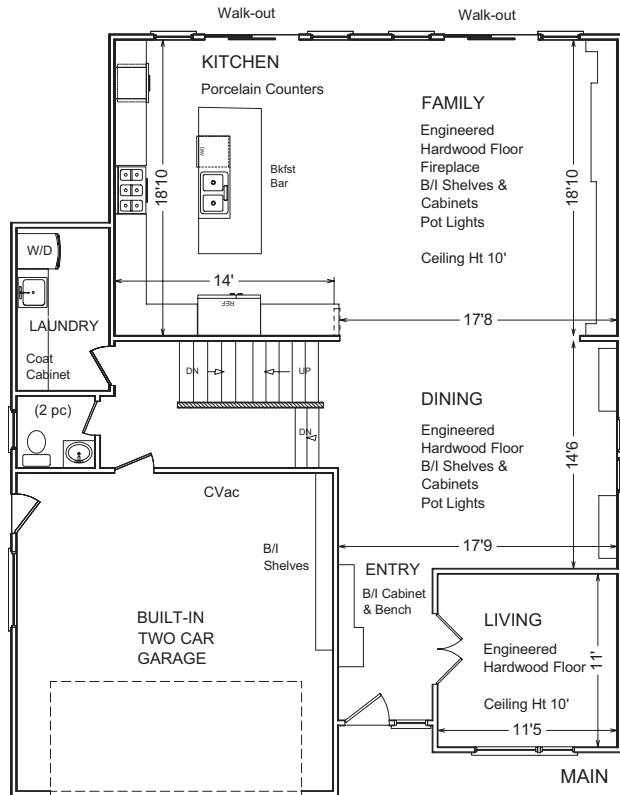 Walk-out
Walk-out
KITCHEN
Porcelain Counters
FAMILY
Engineered
Hardwood Floor
Fireplace
B/I Shelves &
Cabinets
Pot Lights
Ceiling Ht 10'
DW
Bkfst
Bar
18'10
18'10
W/D
14'
REF.
17'8
LAUNDRY
Coat
Cabinet
DN
UP
(2 pc)
DN
DINING
Engineered
Hardwood Floor
B/I Shelves &
Cabinets
Pot Lights
14'6
CVac
17'9
B/I
Shelves
ENTRY
B/I Cabinet
& Bench
BUILT-IN
TWO CAR
GARAGE
LIVING
Engineered
Hardwood Floor
Ceiling Ht 10'
11'
11'5
MAIN